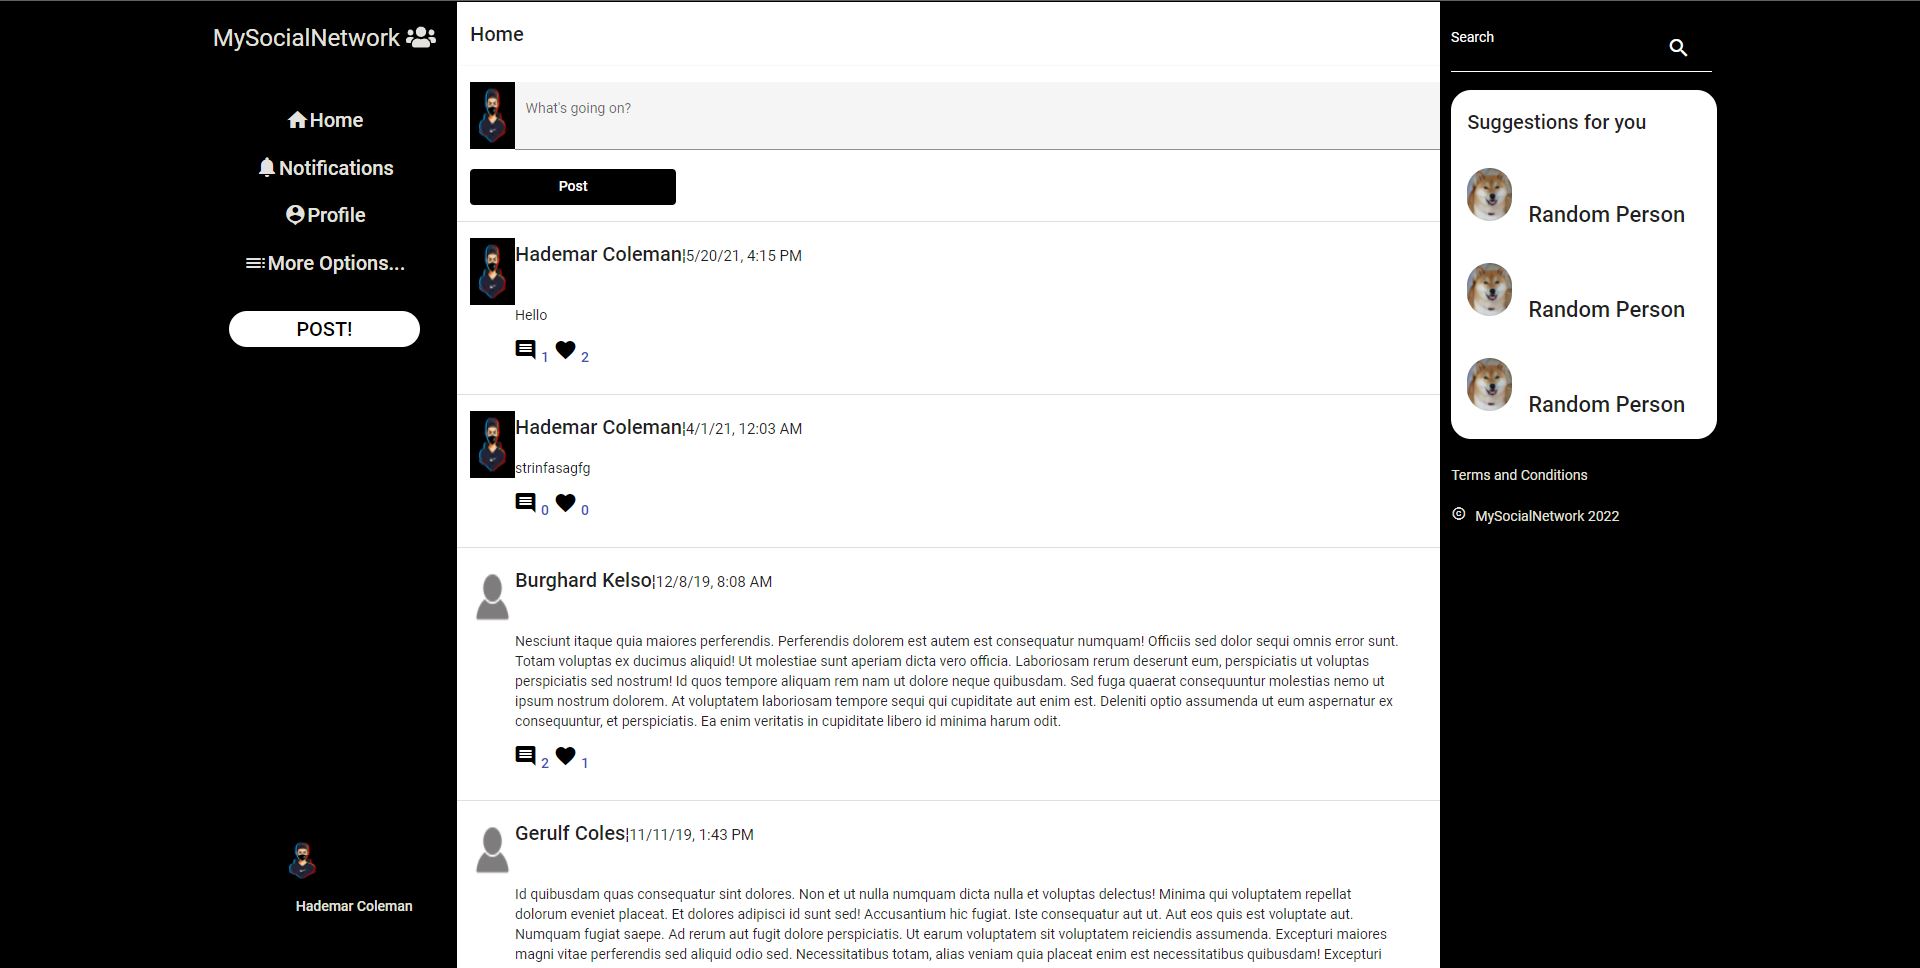 MySocialNetwork
Home
Notifications
Profile
More Options...
POST!
Hademar Coleman
Home
What's going on?
Post
Hademar Coleman|5/20/21, 4:15 PM
Hello
1 2
Hademar Coleman|4/1/21, 12:03 AM
strinfasagfg
0 0
Burghard Kelso|12/8/19, 8:08 AM
Nesciunt itaque quia maiores perferendis. Perferendis dolorem est autem est consequatur numquam! Officiis sed dolor sequi omnis error sunt.
Totam voluptas ex ducimus aliquid! Ut molestiae sunt aperiam dicta vero officia. Laboriosam rerum deserunt eum, perspiciatis ut voluptas
perspiciatis sed nostrum! Id quos tempore aliquam rem nam ut dolore neque quibusdam. Sed fuga quaerat consequuntur molestias nemo ut
ipsum nostrum dolorem. At voluptatem laboriosam tempore sequi qui cupiditate aut enim est. Deleniti optio assumenda ut eum aspernatur ex
consequuntur, et perspiciatis. Ea enim veritatis in cupiditate libero id minima harum odit.
2 1
Gerulf Coles|11/11/19, 1:43 PM
Id quibusdam quas consequatur sint dolores. Non et ut nulla numquam dicta nulla et voluptas delectus! Minima qui voluptatem repellat
dolorum eveniet placeat. Et dolores adipisci id sunt sed! Accusantium hic fugiat. Iste consequatur aut ut. Aut eos quis est voluptate aut.
Numquam fugiat saepe. Ad rerum aut fugit dolore perspiciatis. Ut earum voluptatem sit voluptatem reiciendis assumenda. Excepturi maiores
magni vitae perferendis sed aliquid odio sed. Necessitatibus totam, alias veniam quia placeat enim est necessitatibus quibusdam! Excepturi
Search
Suggestions for you
Random Person
Random Person
Random Person
Terms and Conditions
© MySocialNetwork 2022